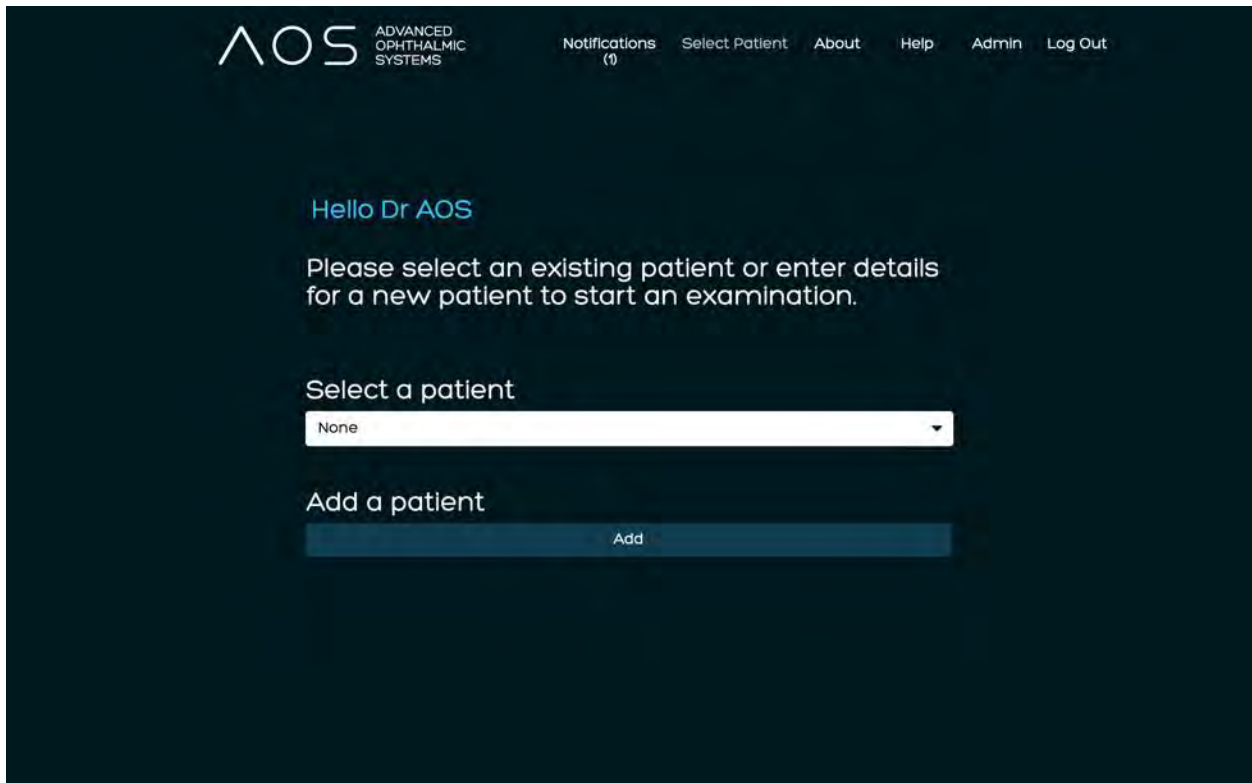 AOS
ADVANCED
OPHTHALMIC
SYSTEMS
Notifications
(1)
Select Patient
About
Help
Admin
Log Out
Hello Dr AOS
Please select an existing patient or enter details
for a new patient to start an examination.
Select a patient
None
Add a patient
Add